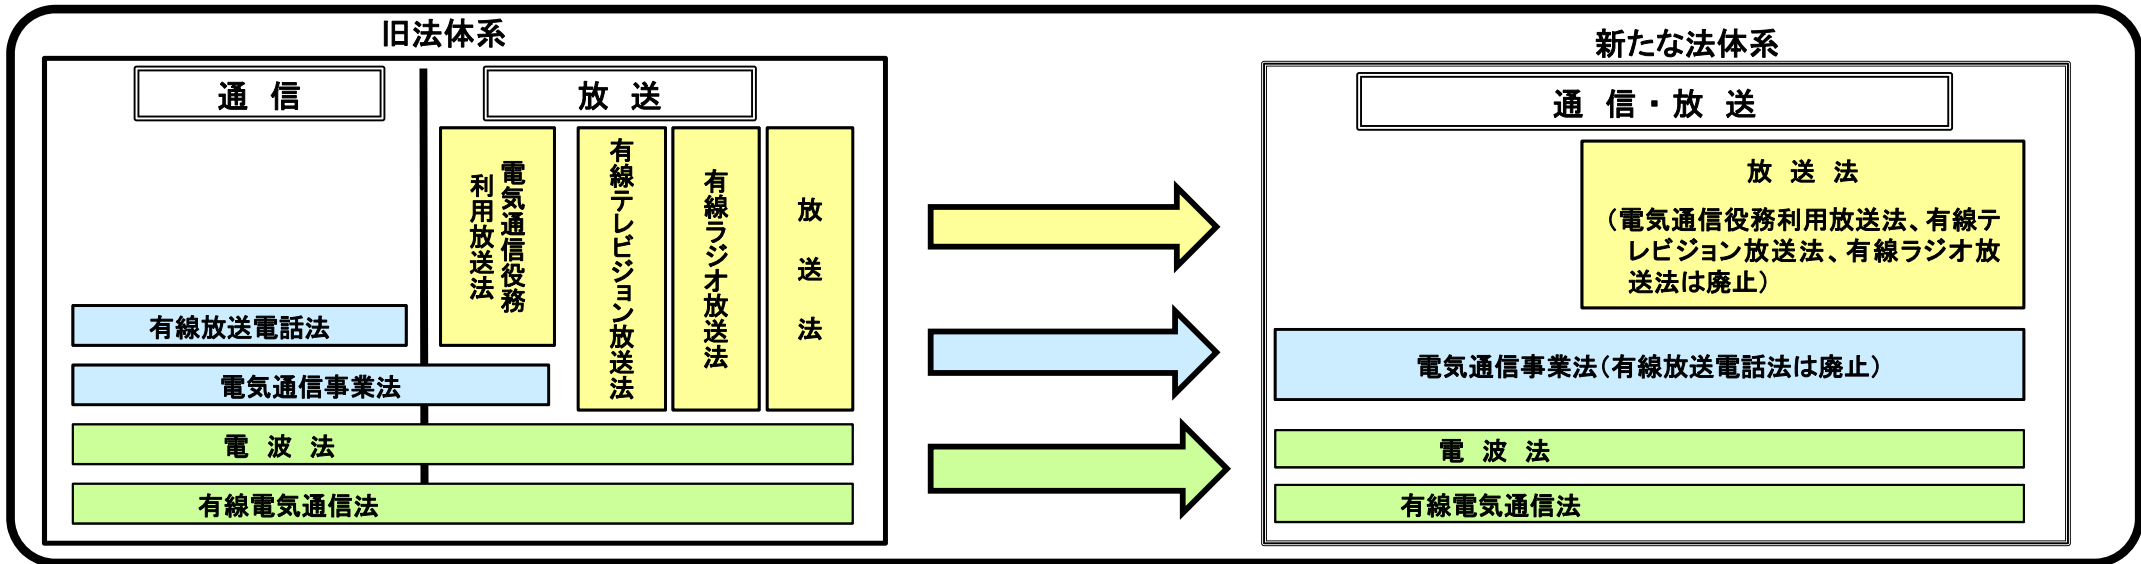 旧法体系
通 信
放 送
電気通信役務
利用放送法
有線テレビジョン放送法
有線ラジオ放送法
放 送 法
有線放送電話法
電気通信事業法
電 波 法
有線電気通信法
新たな法体系
通 信・放 送
放 送 法
(電気通信役務利用放送法、有線テ
レビジョン放送法、有線ラジオ放
送法は廃止)
電気通信事業法(有線放送電話法は廃止)
電 波 法
有線電気通信法